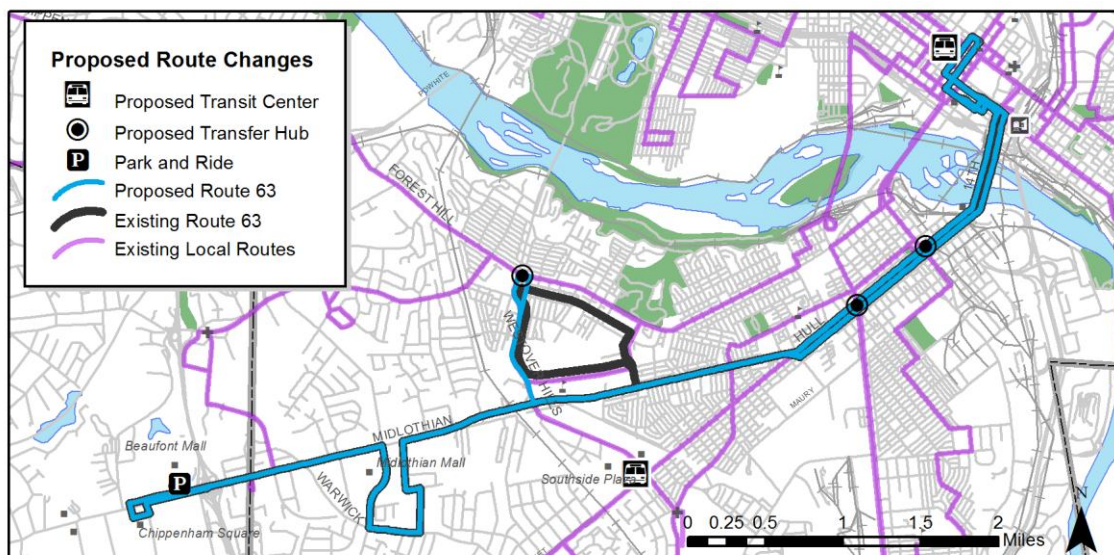 Proposed Route Changes
Proposed Transit Center
Proposed Transfer Hub
P
Park and Ride
Proposed Route 63
Existing Route 63
Existing Local Routes
POWHITE
FOREST HILL
14TH
HULL
MAURY
MIDLOTHIAN
Beaufont Mall
P
Midlothian Mall
WARWICK
Southside Plaza
Chippenham Square
0 0.25 0.5 1 1.5 2
Miles
N